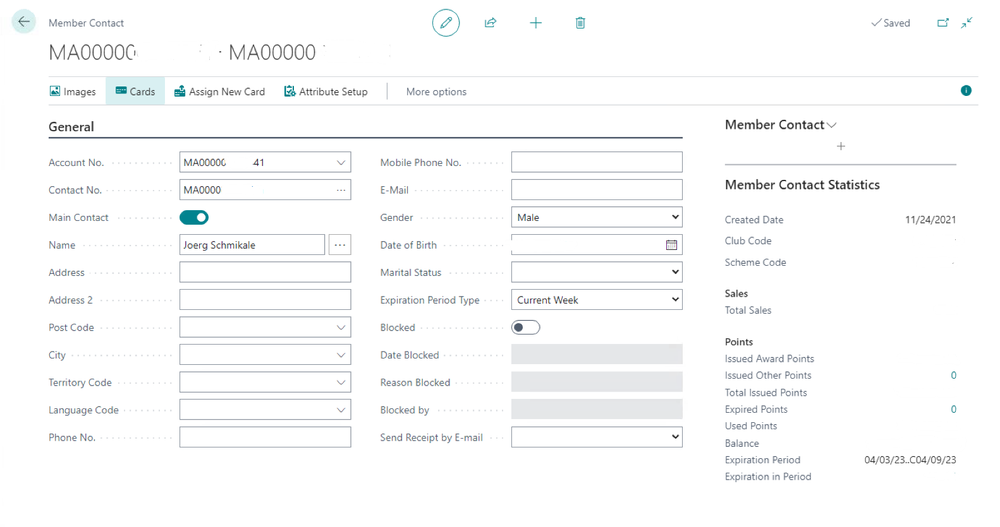 Member Contact
Saved
MA00000 · MA00000
Images Cards Assign New Card Attribute Setup More options
General
Account No. MA00000 41
Contact No. MA0000
Main Contact
Name Joerg Schmikale
Address
Address 2
Post Code
City
Territory Code
Language Code
Phone No.
Mobile Phone No.
E-Mail
Gender Male
Date of Birth
Marital Status
Expiration Period Type Current Week
Blocked
Date Blocked
Reason Blocked
Blocked by
Send Receipt by E-mail
Member Contact
Member Contact Statistics
Created Date 11/24/2021
Club Code
Scheme Code
Sales
Total Sales
Points
Issued Award Points
Issued Other Points 0
Total Issued Points
Expired Points 0
Used Points
Balance
Expiration Period 04/03/23..C04/09/23
Expiration in Period